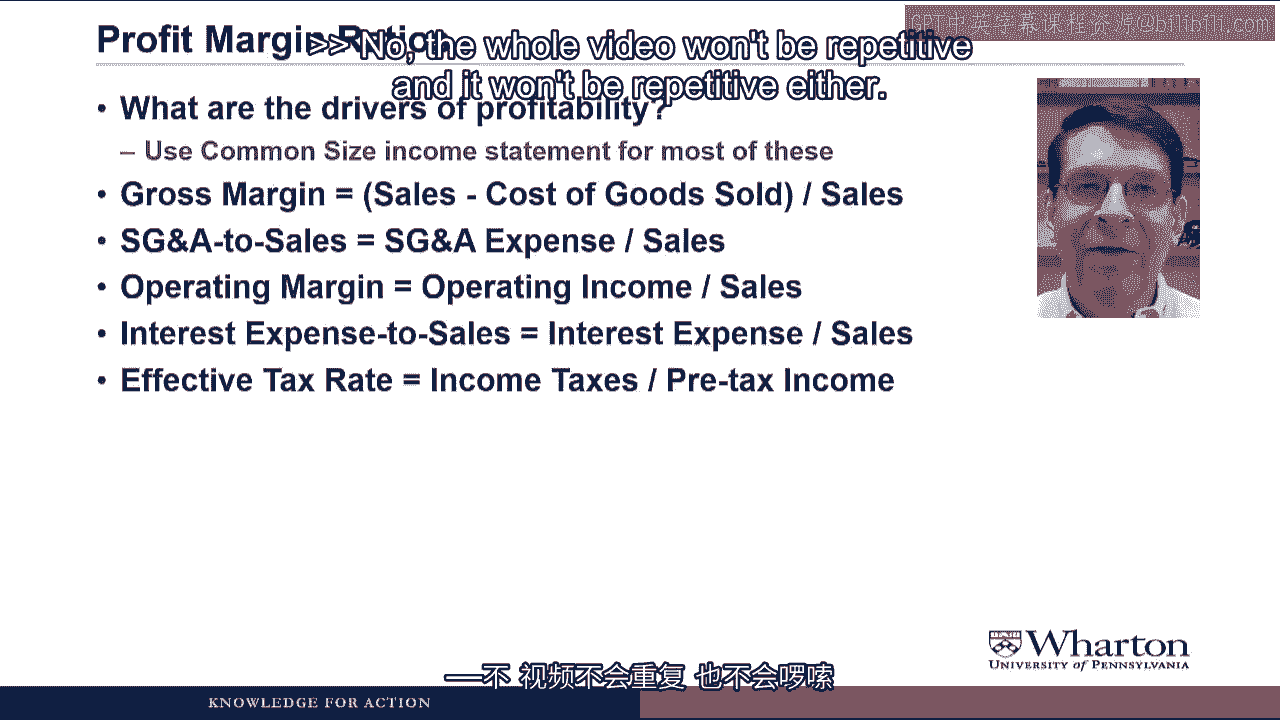 Profit Margin Ratio
GPT中英字幕课程资源@bilibili.com
>> No, the whole video won't be repetitive
and it won't be repetitive either.
• What are the drivers of profitability?
– Use Common Size income statement for most of these
• Gross Margin = (Sales - Cost of Goods Sold) / Sales
• SG&A-to-Sales = SG&A Expense / Sales
• Operating Margin = Operating Income / Sales
• Interest Expense-to-Sales = Interest Expense / Sales
• Effective Tax Rate = Income Taxes / Pre-tax Income
Wharton
UNIVERSITY of PENNSYLVANIA
—不 视频不会重复 也不会啰嗦
KNOWLEDGE FOR ACTION